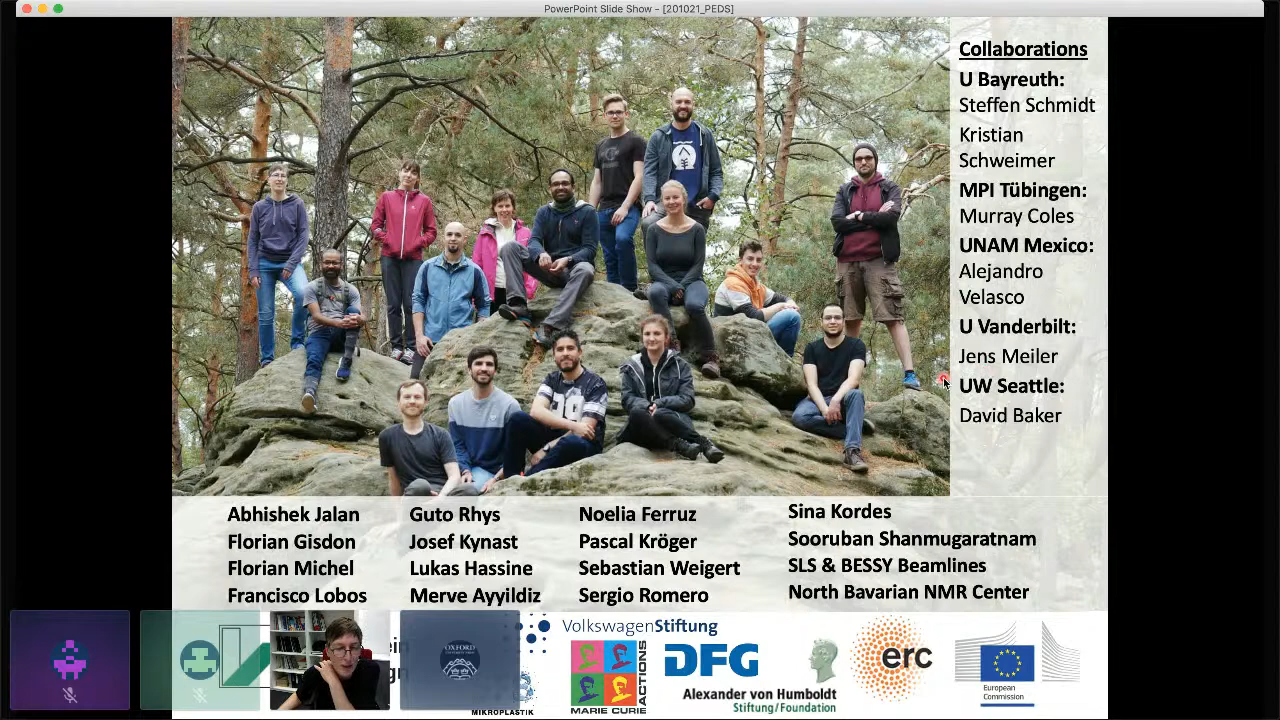 PowerPoint Slide Show - [201021_PEDS]
Collaborations
U Bayreuth:
Steffen Schmidt
Kristian
Schweimer
MPI Tübingen:
Murray Coles
UNAM Mexico:
Alejandro
Velasco
U Vanderbilt:
Jens Meiler
UW Seattle:
David Baker
Abhishek Jalan
Florian Gisdon
Florian Michel
Francisco Lobos
Guto Rhys
Josef Kynast
Lukas Hassine
Merve Ayyildiz
Noelia Ferruz
Pascal Kröger
Sebastian Weigert
Sergio Romero
Sina Kordes
Sooruban Shanmugaratnam
SLS & BESSY Beamlines
North Bavarian NMR Center
OXFORD
MIKROPLASTIK
VolkswagenStiftung
MARIE CURIE ACTIONS
DFG
Alexander von Humboldt
Stiftung/Foundation
erc
European
Commission